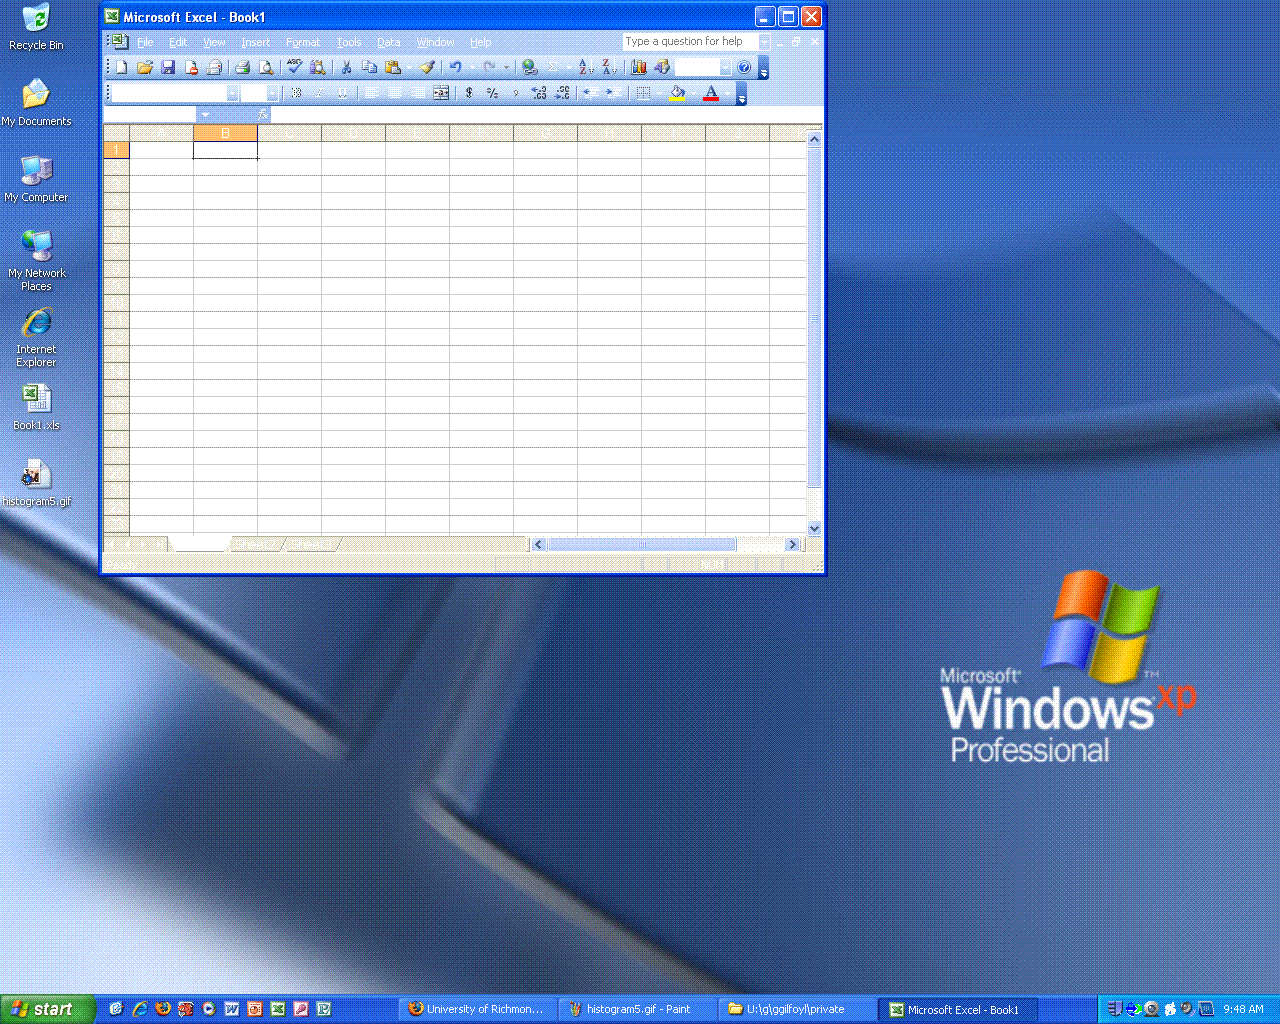 Microsoft Excel - Book1
File Edit View Insert Format Tools Data Window Help
Type a question for help
A B C D E F G H I J
1
NUM
Recycle Bin
My Documents
My Computer
My Network
Places
Internet
Explorer
Book1.xls
histogram5.gif
Microsoft
Windows xp
TM
Professional
start
University of Richmon...
histogram5.gif - Paint
U:\g\ggilfoyl\private
Microsoft Excel - Book1
9:48 AM